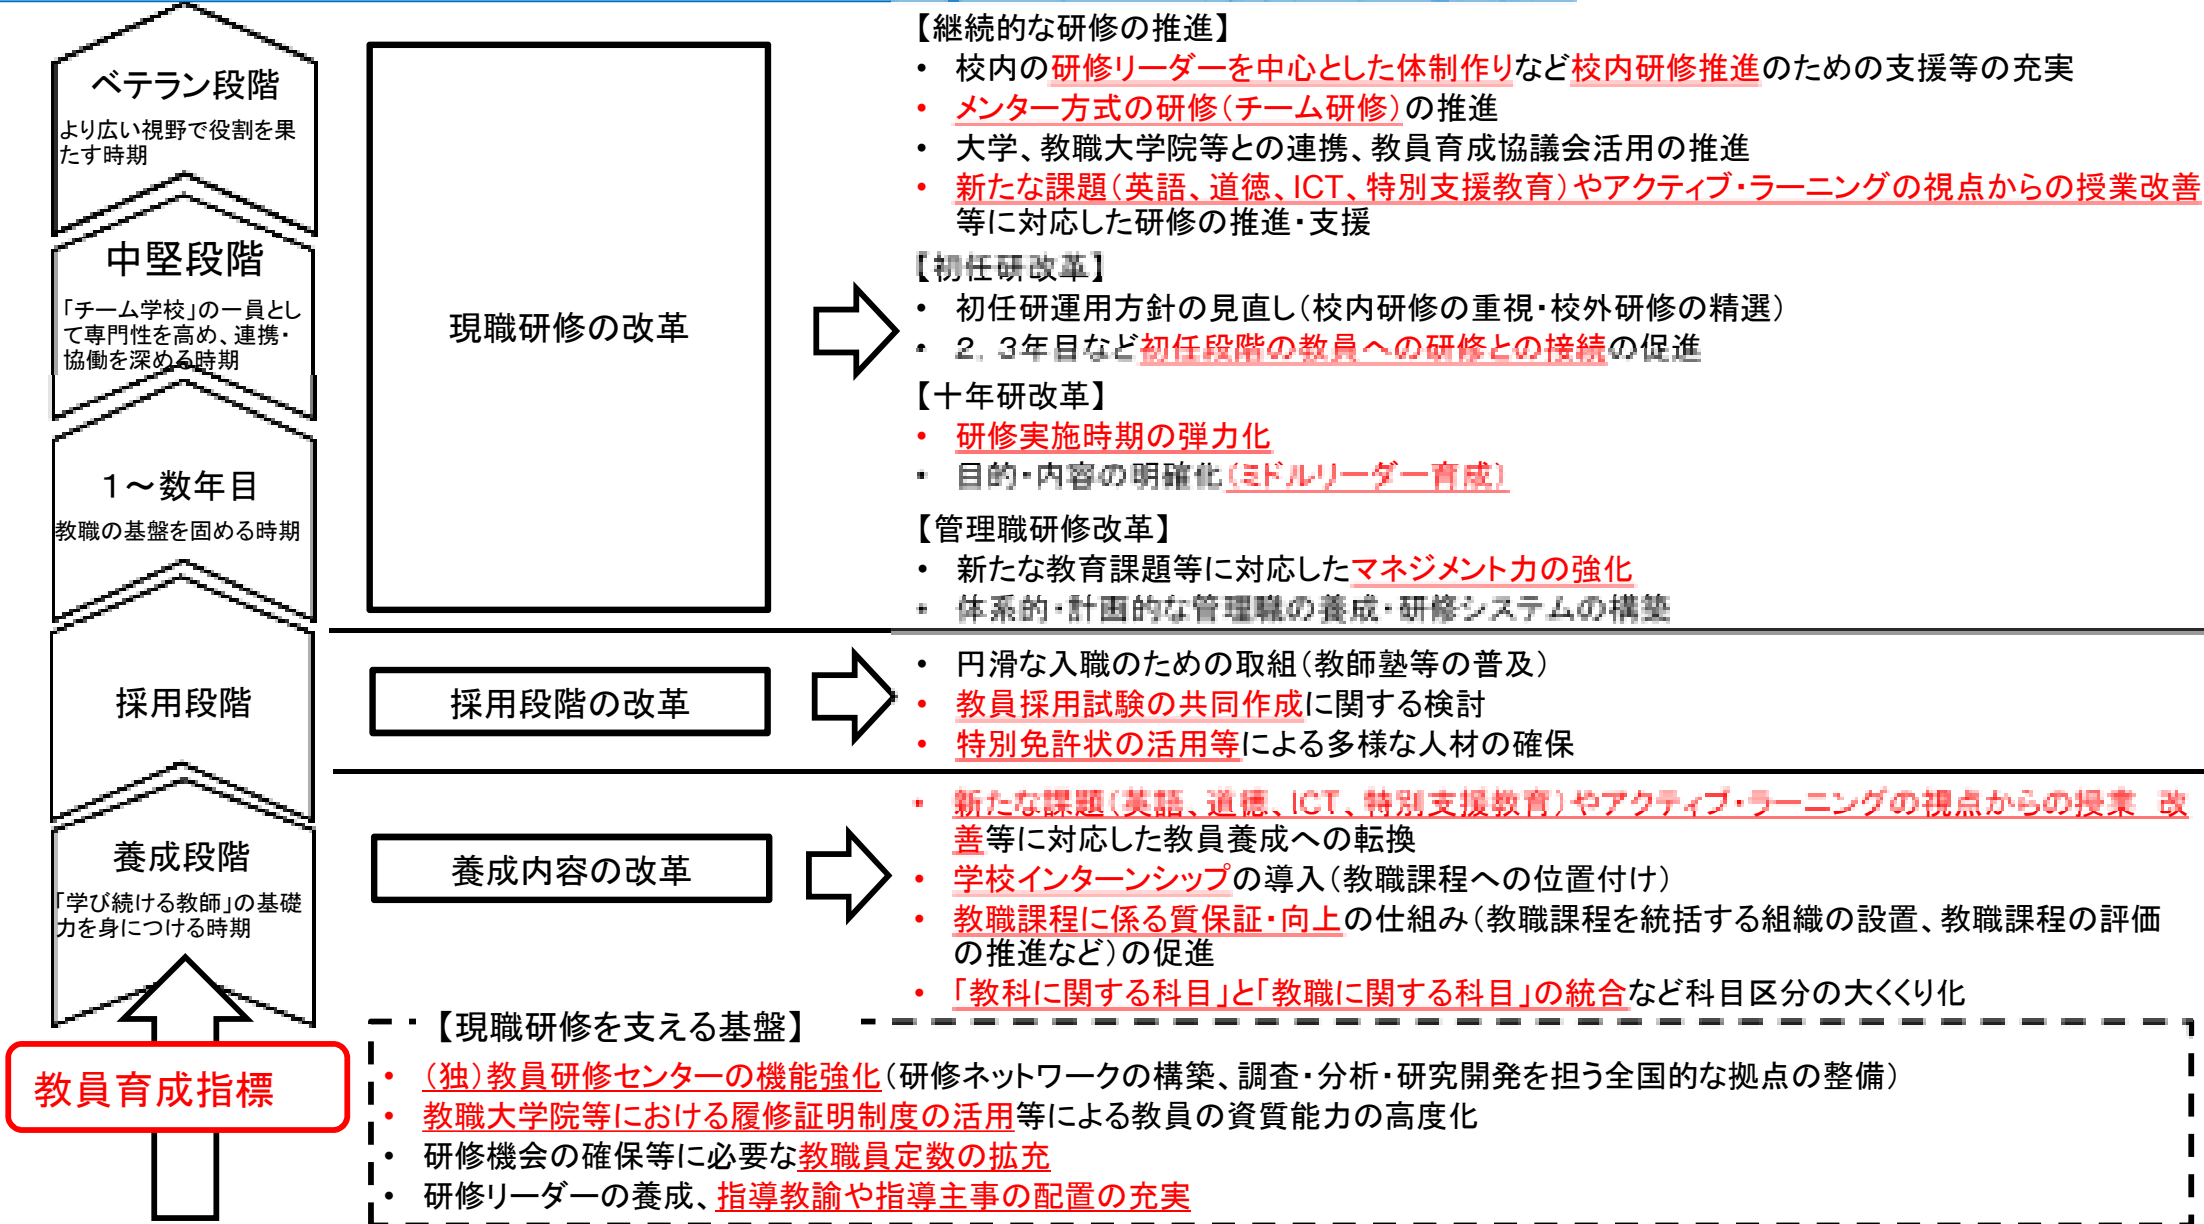 ベテラン段階
より広い視野で役割を果
たす時期
中堅段階
「チーム学校」の一員とし
て専門性を高め、連携・
協働を深める時期
1～数年目
教職の基盤を固める時期
採用段階
養成段階
「学び続ける教師」の基礎
力を身につける時期
教員育成指標
現職研修の改革
【継続的な研修の推進】
・ 校内の研修リーダーを中心とした体制作りなど校内研修推進のための支援等の充実
・ メンター方式の研修(チーム研修)の推進
・ 大学、教職大学院等との連携、教員育成協議会活用の推進
・ 新たな課題(英語、道徳、ICT、特別支援教育)やアクティブ・ラーニングの視点からの授業改善
等に対応した研修の推進・支援
【初任研改革】
・ 初任研運用方針の見直し(校内研修の重視・校外研修の精選)
・ 2，3年目など初任段階の教員への研修との接続の促進
【十年研改革】
・ 研修実施時期の弾力化
・ 目的・内容の明確化(ミドルリーダー育成)
【管理職研修改革】
・ 新たな教育課題等に対応したマネジメント力の強化
・ 体系的・計画的な管理職の養成・研修システムの構築
採用段階の改革
・ 円滑な入職のための取組(教師塾等の普及)
・ 教員採用試験の共同作成に関する検討
・ 特別免許状の活用等による多様な人材の確保
養成内容の改革
・ 新たな課題(英語、道徳、ICT、特別支援教育)やアクティブ・ラーニングの視点からの授業 改
善等に対応した教員養成への転換
・ 学校インターンシップの導入(教職課程への位置付け)
・ 教職課程に係る質保証・向上の仕組み(教職課程を統括する組織の設置、教職課程の評価
の推進など)の促進
・ 「教科に関する科目」と「教職に関する科目」の統合など科目区分の大くくり化
【現職研修を支える基盤】
・ (独)教員研修センターの機能強化(研修ネットワークの構築、調査・分析・研究開発を担う全国的な拠点の整備)
・ 教職大学院等における履修証明制度の活用等による教員の資質能力の高度化
・ 研修機会の確保等に必要な教職員定数の拡充
・ 研修リーダーの養成、指導教諭や指導主事の配置の充実